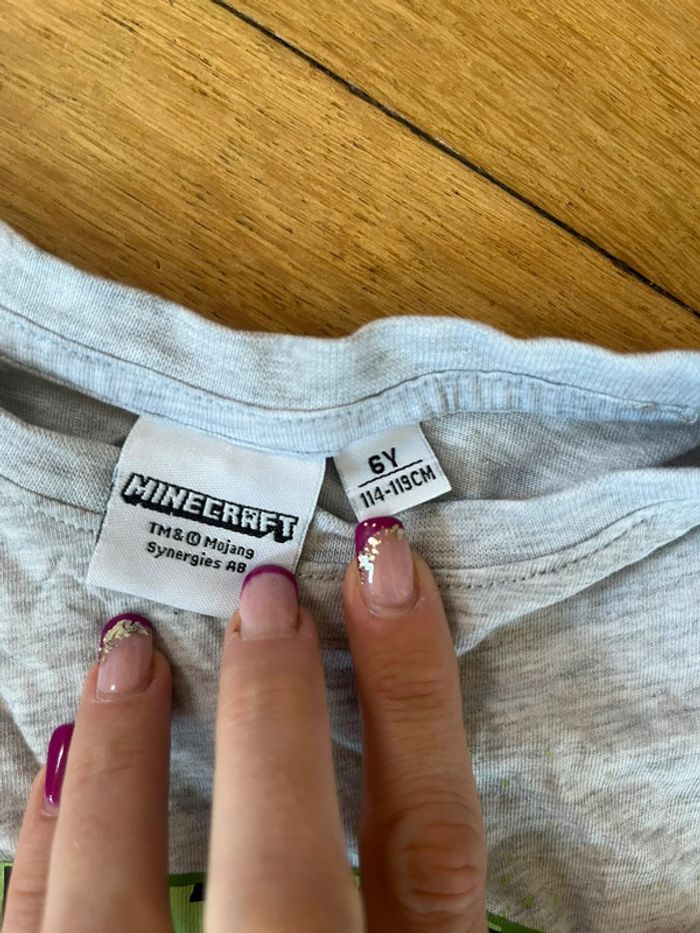 MINECRAFT
TM & © Mojang
Synergies AB
6Y
114-119CM